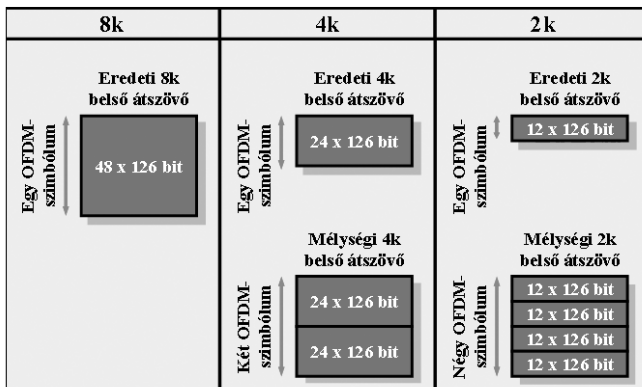 8k
4k
2k
Eredeti 8k
belső átszövő
Egy OFDM-
szimbólum
48 x 126 bit
Eredeti 4k
belső átszövő
Egy OFDM-
szimbólum
24 x 126 bit
Mélységi 4k
belső átszövő
Két OFDM-
szimbólum
24 x 126 bit
24 x 126 bit
Eredeti 2k
belső átszövő
Egy OFDM-
szimbólum
12 x 126 bit
Mélységi 2k
belső átszövő
Négy OFDM-
szimbólum
12 x 126 bit
12 x 126 bit
12 x 126 bit
12 x 126 bit